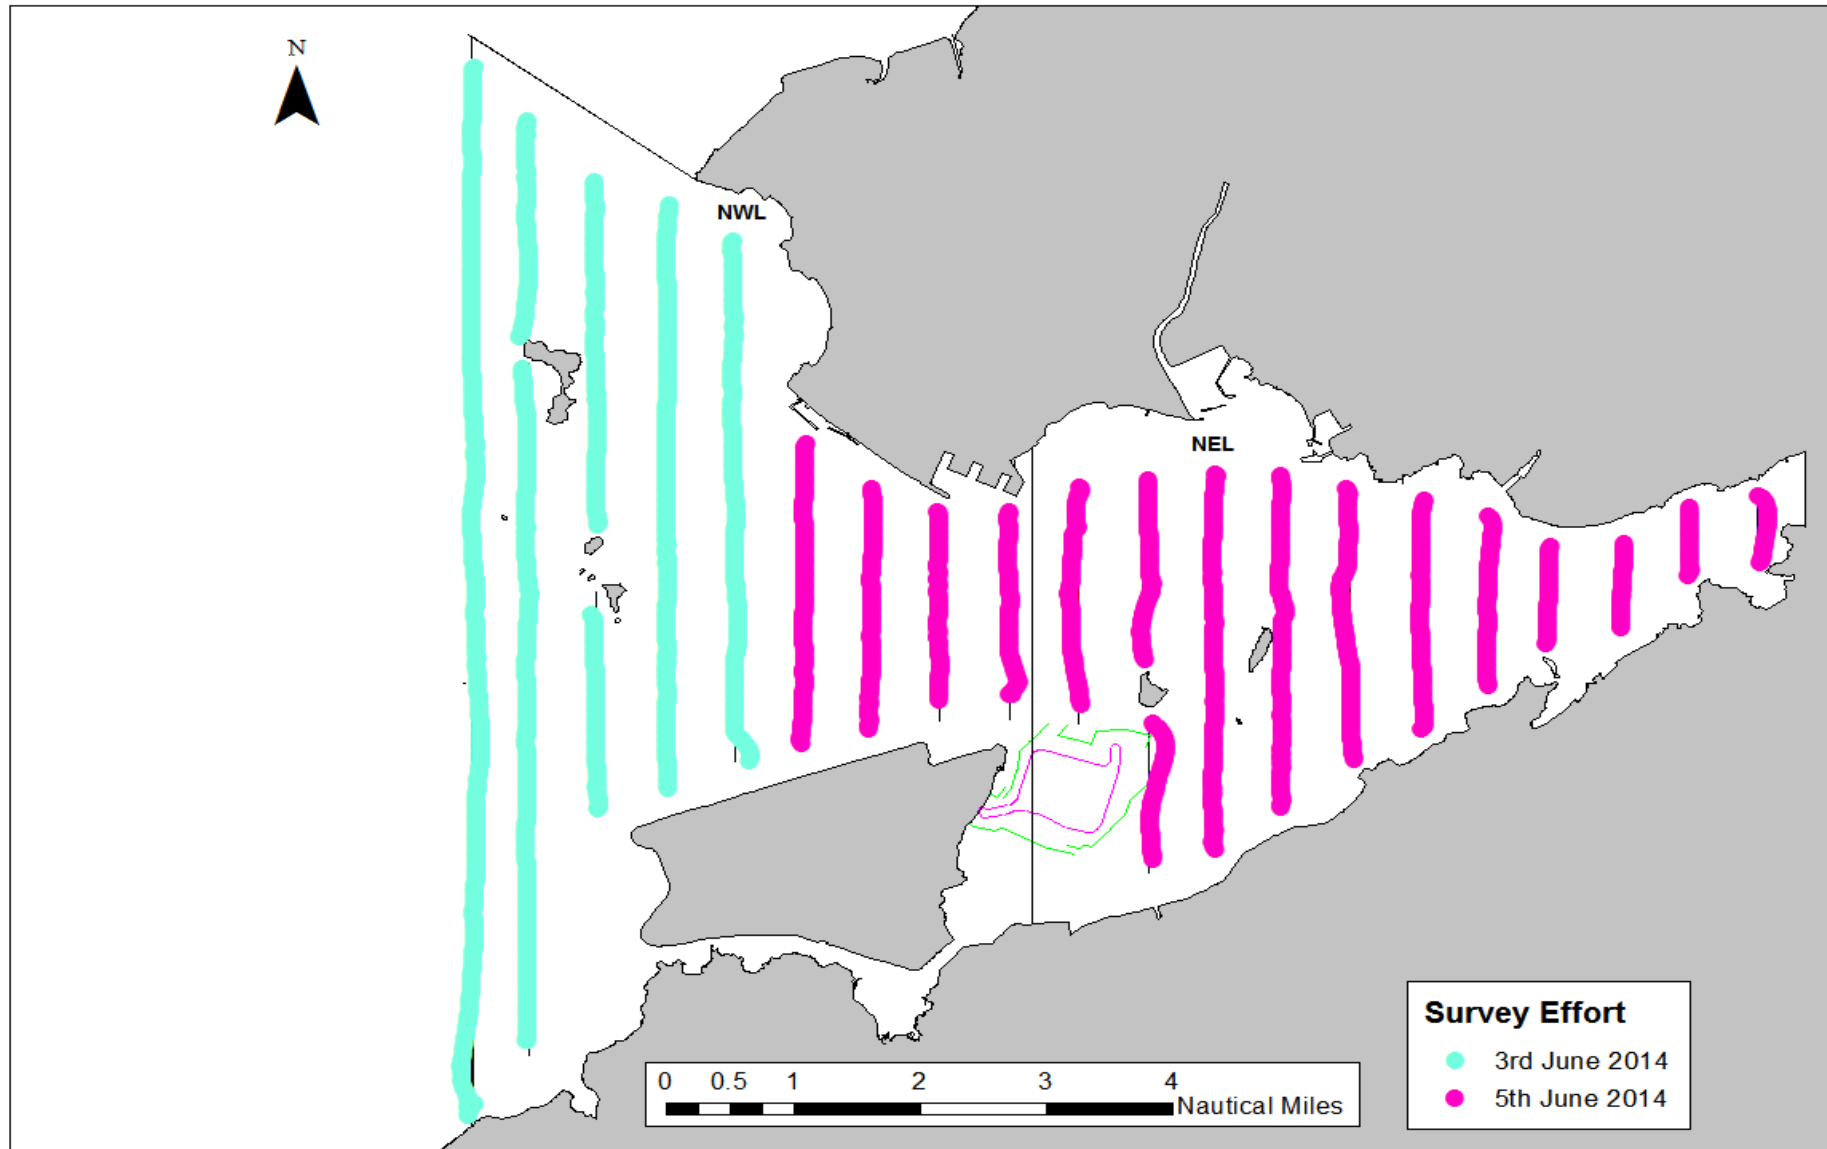 N
NWL
NEL
Survey Effort
3rd June 2014
5th June 2014
0 0.5 1 2 3 4
Nautical Miles